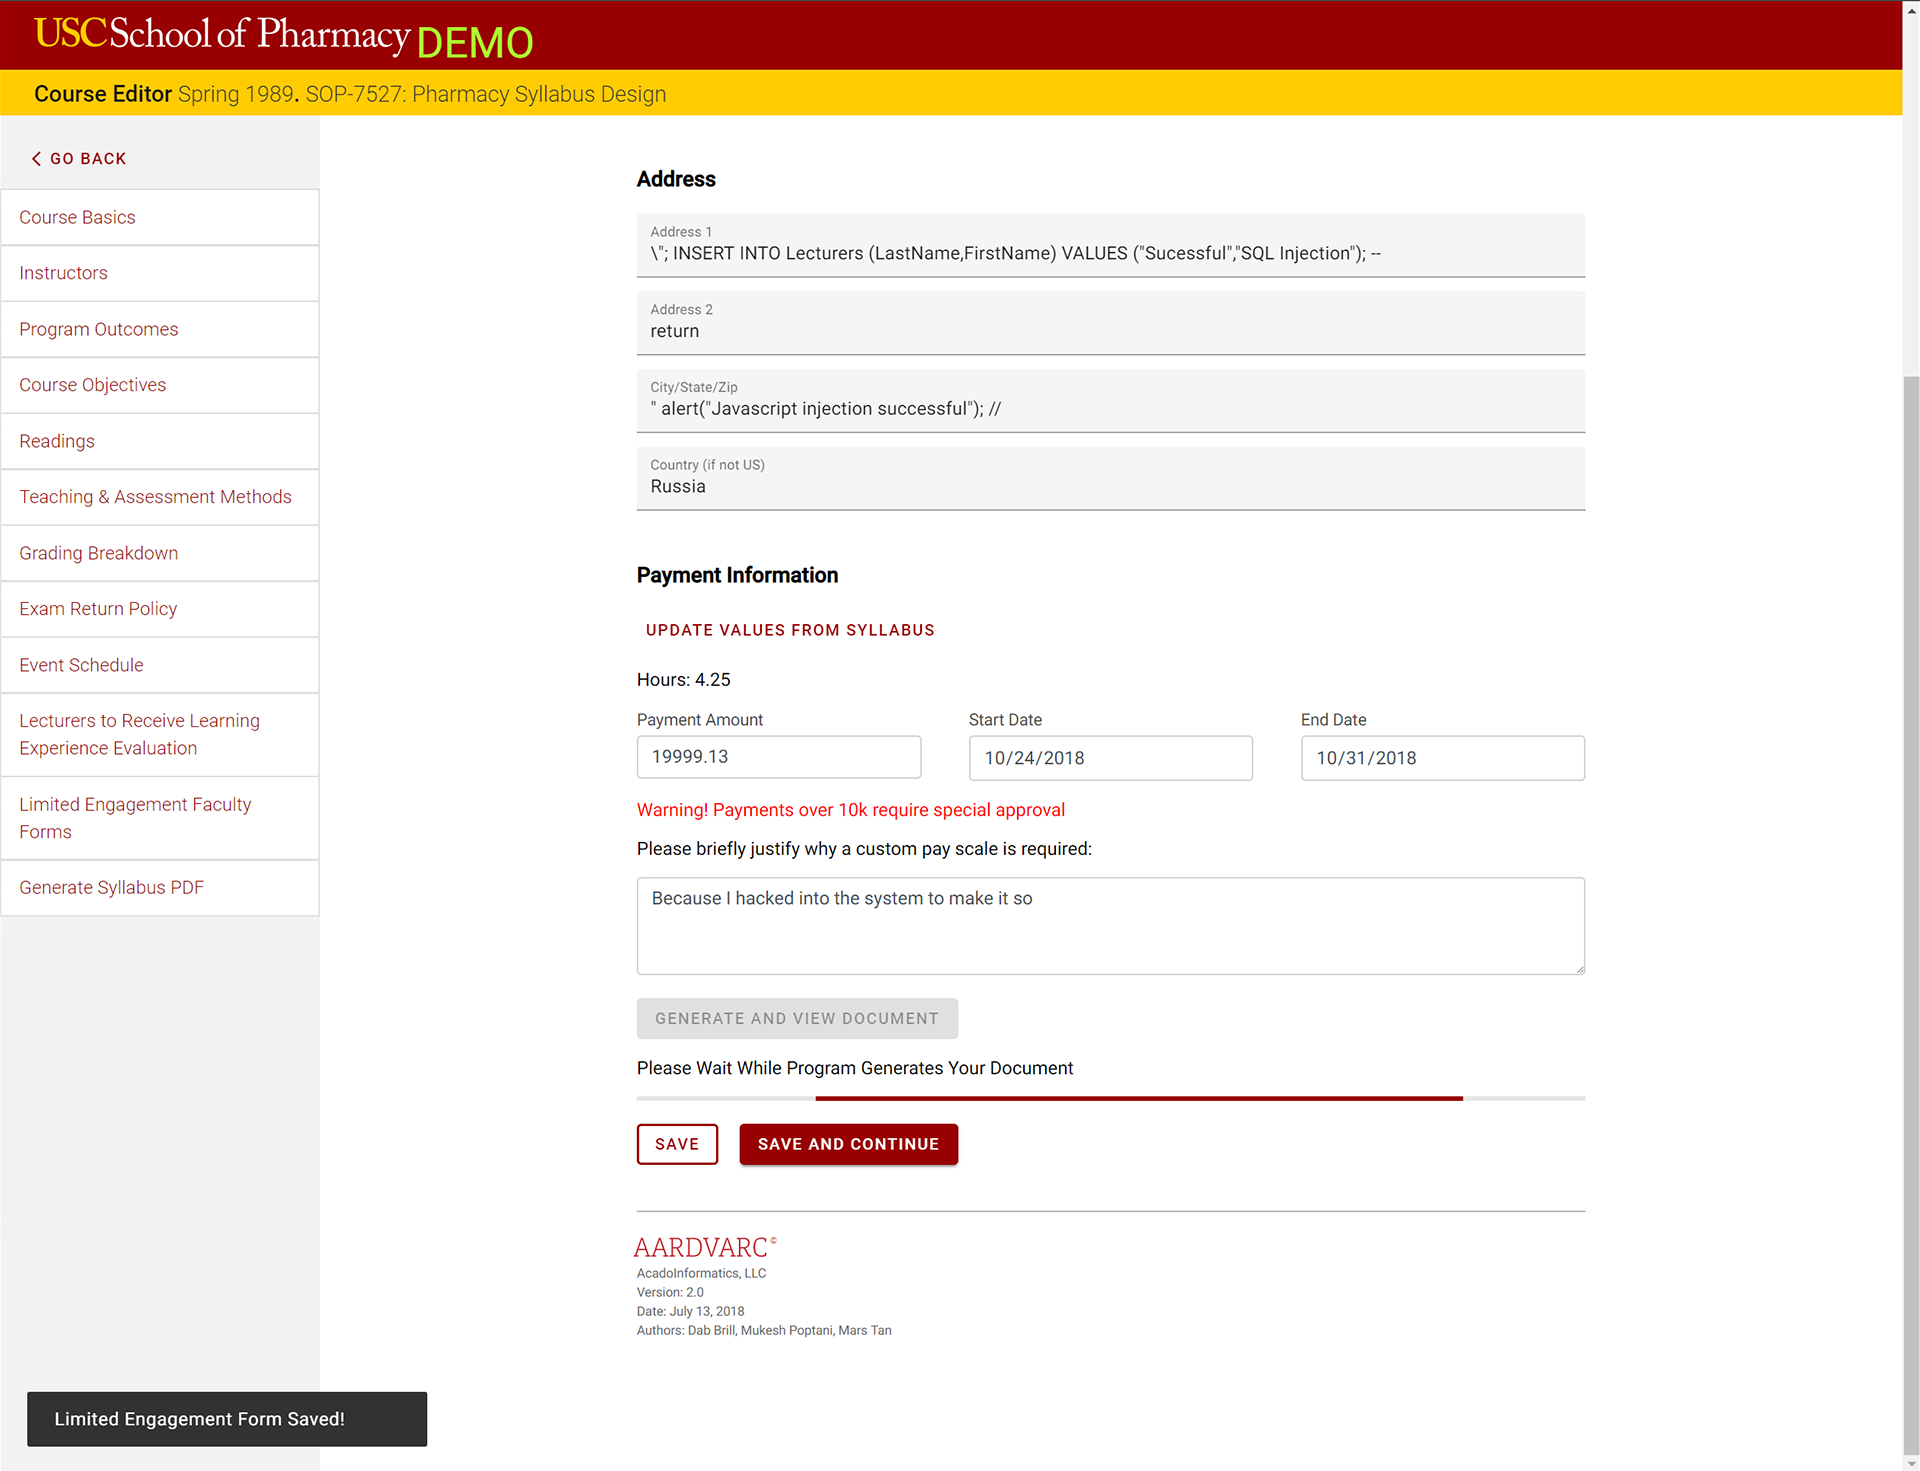 USC School of Pharmacy DEMO
Course Editor Spring 1989. SOP-7527: Pharmacy Syllabus Design
GO BACK
Course Basics
Instructors
Program Outcomes
Course Objectives
Readings
Teaching & Assessment Methods
Grading Breakdown
Exam Return Policy
Event Schedule
Lecturers to Receive Learning
Experience Evaluation
Limited Engagement Faculty
Forms
Generate Syllabus PDF
Address
Address 1
\"; INSERT INTO Lecturers (LastName,FirstName) VALUES ("Sucessful","SQL Injection"); --
Address 2
return
City/State/Zip
" alert("Javascript injection successful"); //
Country (if not US)
Russia
Payment Information
UPDATE VALUES FROM SYLLABUS
Hours: 4.25
Payment Amount Start Date End Date
19999.13 10/24/2018 10/31/2018
Warning! Payments over 10k require special approval
Please briefly justify why a custom pay scale is required:
Because I hacked into the system to make it so
GENERATE AND VIEW DOCUMENT
Please Wait While Program Generates Your Document
SAVE SAVE AND CONTINUE
AARDVARC©
AcadoInformatics, LLC
Version: 2.0
Date: July 13, 2018
Authors: Dab Brill, Mukesh Poptani, Mars Tan
Limited Engagement Form Saved!